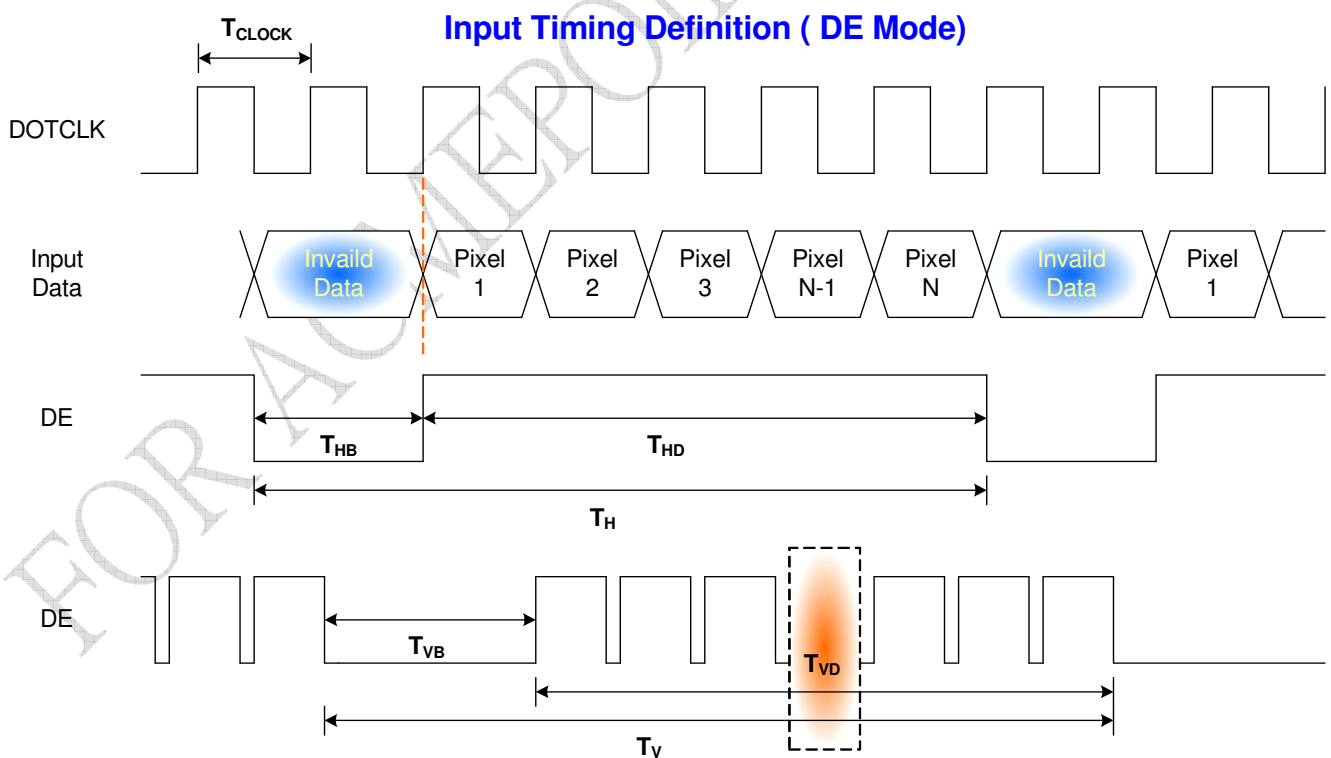 Input Timing Definition ( DE Mode)
TCLOCK
DOTCLK
Input
Data
Invaild
Data
Pixel
1
Pixel
2
Pixel
3
Pixel
N-1
Pixel
N
Invaild
Data
Pixel
1
DE
THB
THD
TH
DE
TVB
TVD
TV
FOR ACMEPO